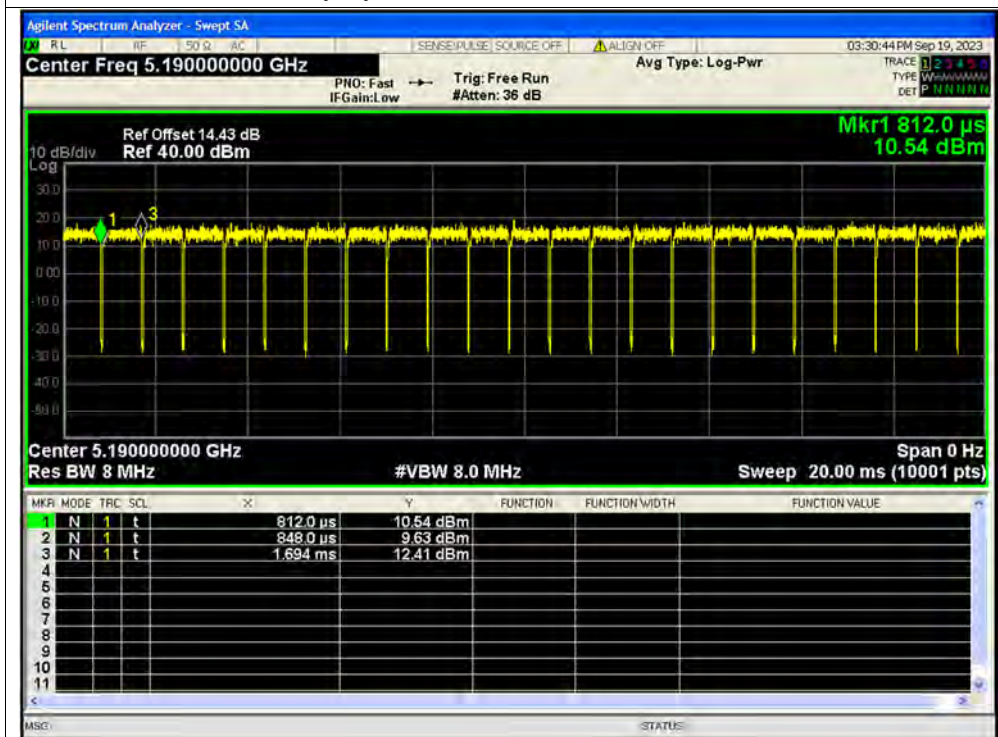 Agilent Spectrum Analyzer - Swept SA
RL RF 50 Ω AC SENSE:PULSE SOURCE OFF ALIGN OFF 03:30:44 PM Sep 19, 2023
Center Freq 5.190000000 GHz Avg Type: Log-Pwr TRACE 1 2 3 4 5 6
PNO: Fast Trig: Free Run TYPE
IFGain:Low #Atten: 36 dB DET P N N N N N
Ref Offset 14.43 dB Mkr1 812.0 µs
10 dB/div Ref 40.00 dBm 10.54 dBm
Log
30.0
20.0
1 3
10.0
0.00
-10.0
-20.0
-30.0
-40.0
-50.0
Center 5.190000000 GHz Span 0 Hz
Res BW 8 MHz #VBW 8.0 MHz Sweep 20.00 ms (10001 pts)
MKR MODE TRC SCL X Y FUNCTION FUNCTION WIDTH FUNCTION VALUE
1 N 1 t 812.0 µs 10.54 dBm
2 N 1 t 848.0 µs 9.63 dBm
3 N 1 t 1.694 ms 12.41 dBm
4
5
6
7
8
9
10
11
MSG STATUS